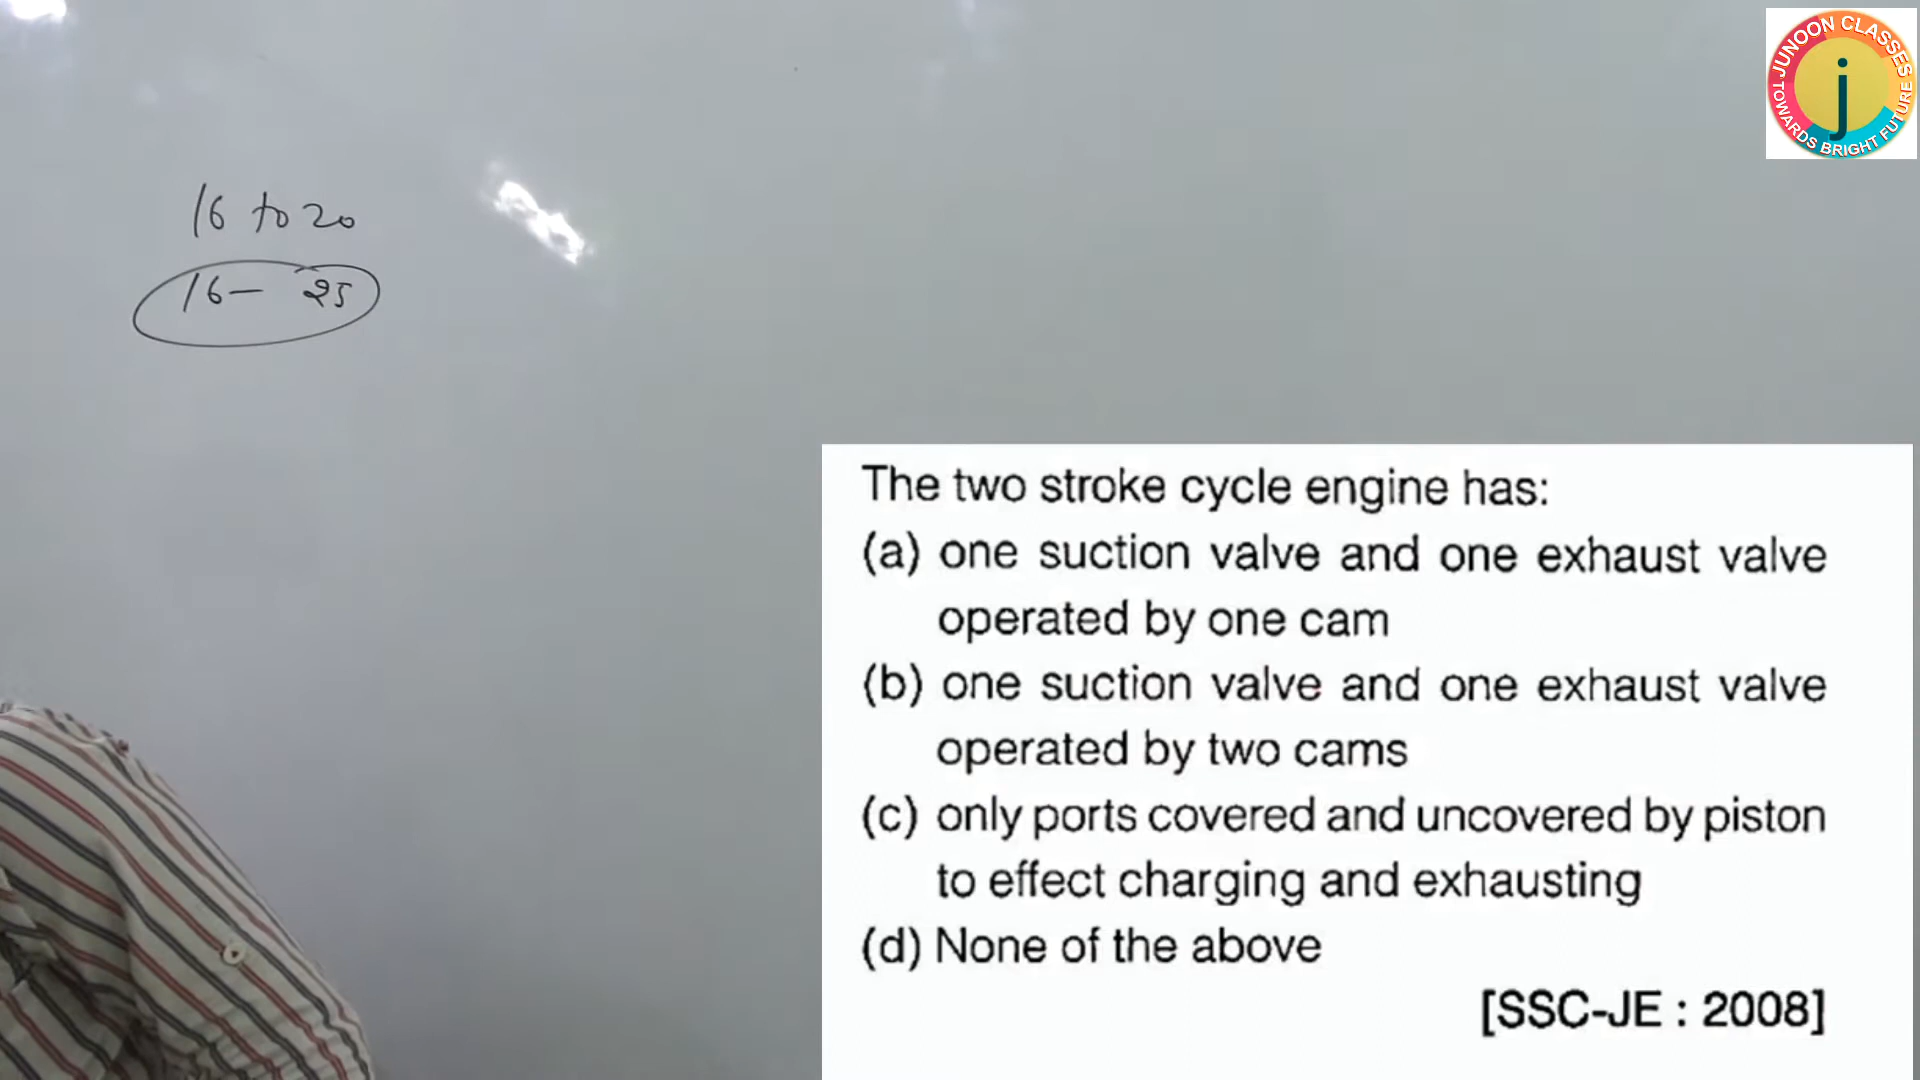 JUNOON CLASSES
j
TOWARDS BRIGHT FUTURE
16 to 20
16- 25
The two stroke cycle engine has:
(a) one suction valve and one exhaust valve
operated by one cam
(b) one suction valve and one exhaust valve
operated by two cams
(c) only ports covered and uncovered by piston
to effect charging and exhausting
(d) None of the above
[SSC-JE : 2008]